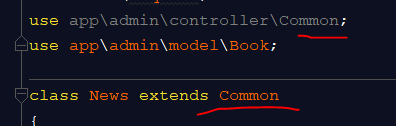 use app\admin\controller\Common;
use app\admin\model\Book;
class News extends Common
{